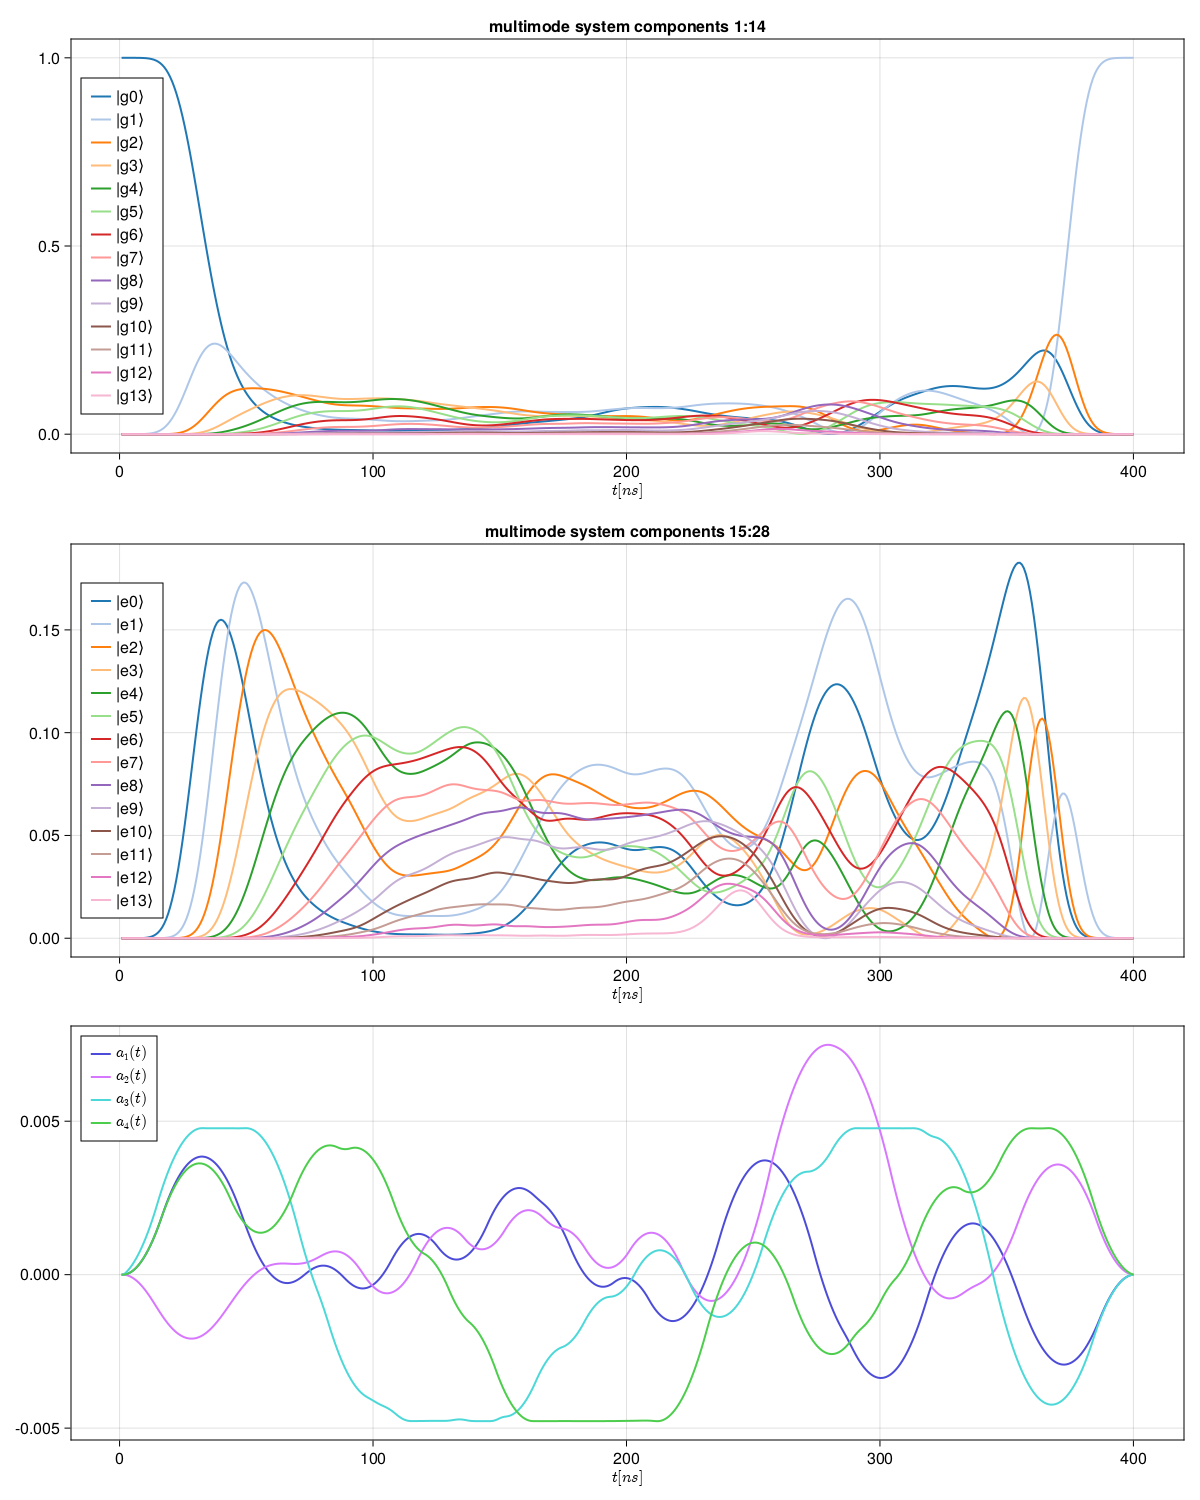 multimode system components 1:14
1.0
0.5
0.0
|g0⟩
|g1⟩
|g2⟩
|g3⟩
|g4⟩
|g5⟩
|g6⟩
|g7⟩
|g8⟩
|g9⟩
|g10⟩
|g11⟩
|g12⟩
|g13⟩
0 100 200 300 400
t[ns]
multimode system components 15:28
0.15
0.10
0.05
0.00
|e0⟩
|e1⟩
|e2⟩
|e3⟩
|e4⟩
|e5⟩
|e6⟩
|e7⟩
|e8⟩
|e9⟩
|e10⟩
|e11⟩
|e12⟩
|e13⟩
0 100 200 300 400
t[ns]
a₁(t)
a₂(t)
a₃(t)
a₄(t)
0.005
0.000
-0.005
0 100 200 300 400
t[ns]